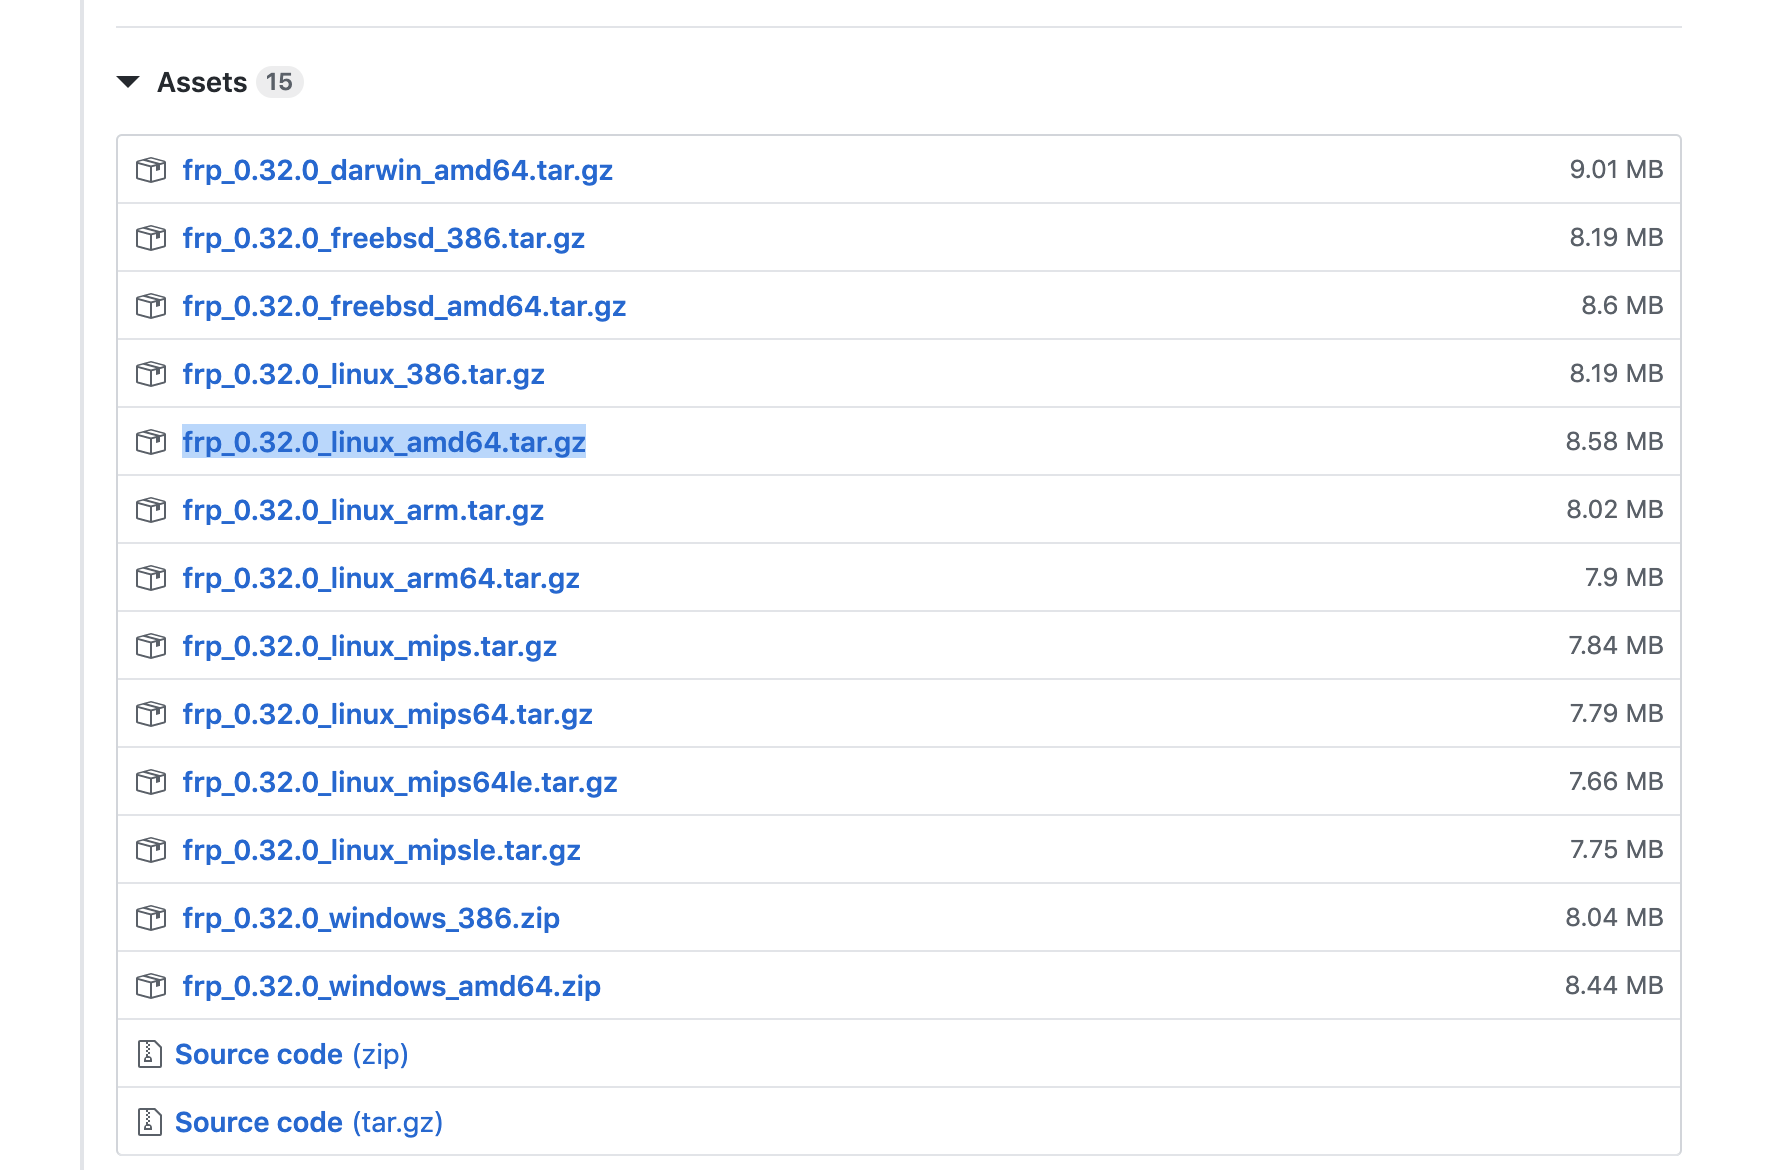 Assets 15
frp_0.32.0_darwin_amd64.tar.gz 9.01 MB
frp_0.32.0_freebsd_386.tar.gz 8.19 MB
frp_0.32.0_freebsd_amd64.tar.gz 8.6 MB
frp_0.32.0_linux_386.tar.gz 8.19 MB
frp_0.32.0_linux_amd64.tar.gz 8.58 MB
frp_0.32.0_linux_arm.tar.gz 8.02 MB
frp_0.32.0_linux_arm64.tar.gz 7.9 MB
frp_0.32.0_linux_mips.tar.gz 7.84 MB
frp_0.32.0_linux_mips64.tar.gz 7.79 MB
frp_0.32.0_linux_mips64le.tar.gz 7.66 MB
frp_0.32.0_linux_mipsle.tar.gz 7.75 MB
frp_0.32.0_windows_386.zip 8.04 MB
frp_0.32.0_windows_amd64.zip 8.44 MB
Source code (zip)
Source code (tar.gz)